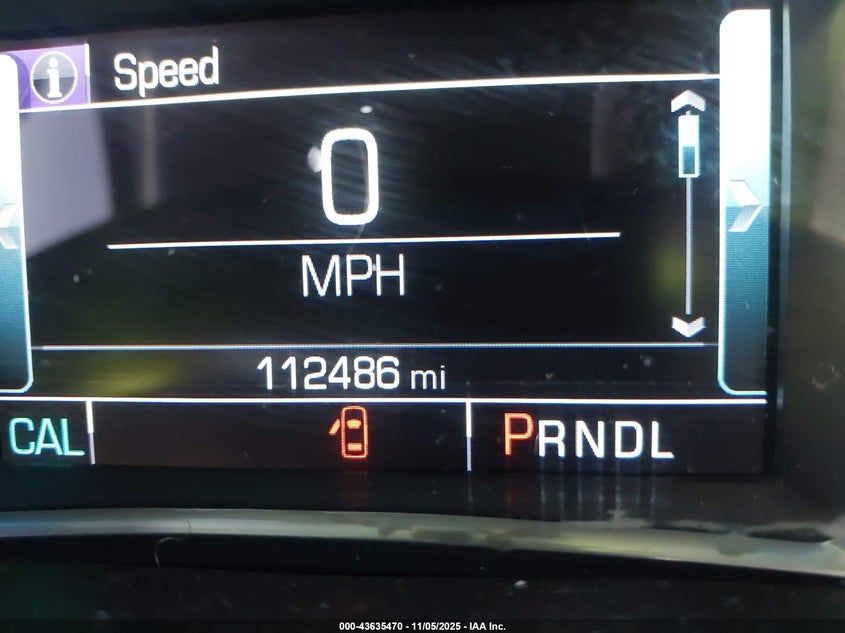 i Speed
0
MPH
112486 mi
CAL PRNDL
000-43635470 - 11/05/2025 - IAA Inc.